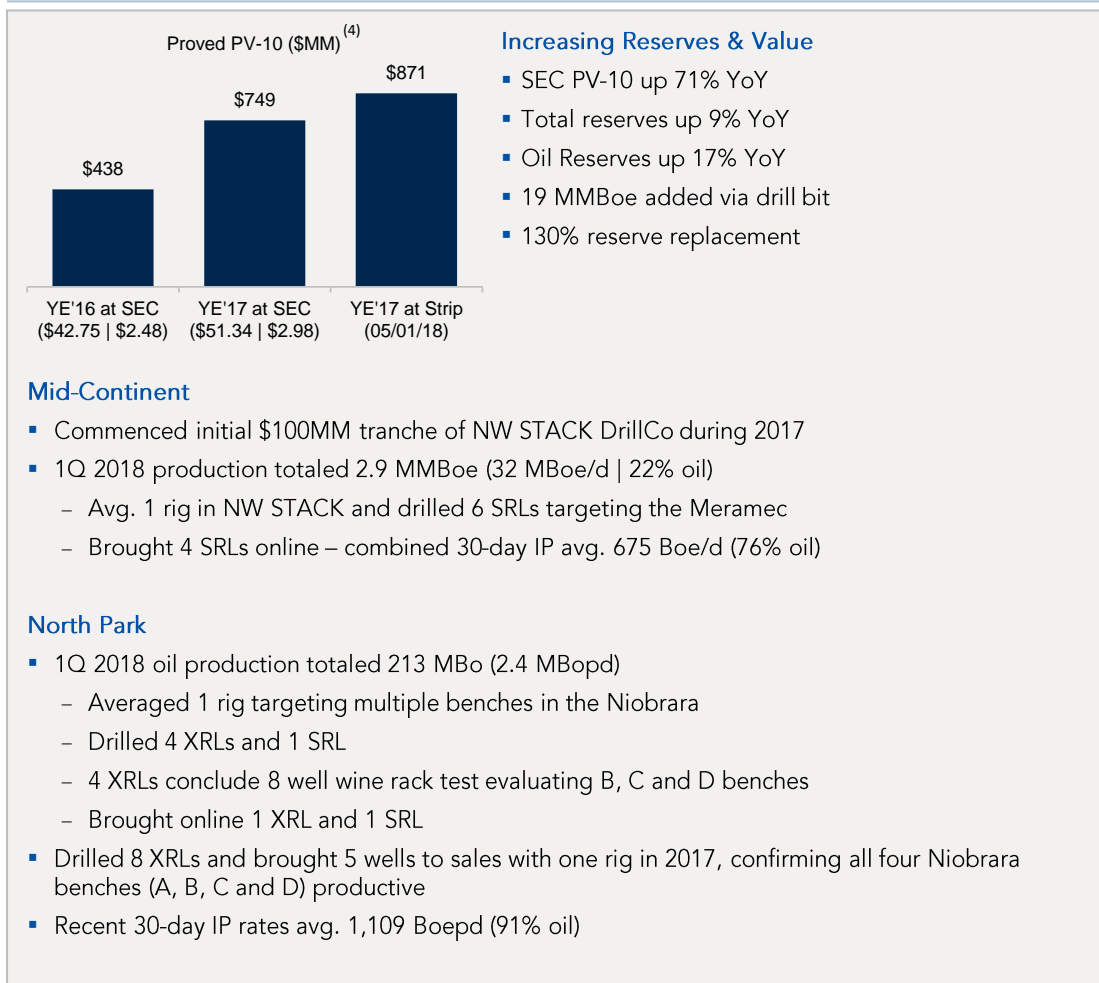 Proved PV-10 ($MM) (4)
$438
$749
$871
YE'16 at SEC
($42.75 | $2.48)
YE'17 at SEC
($51.34 | $2.98)
YE'17 at Strip
(05/01/18)
Increasing Reserves & Value
▪ SEC PV-10 up 71% YoY
▪ Total reserves up 9% YoY
▪ Oil Reserves up 17% YoY
▪ 19 MMBoe added via drill bit
▪ 130% reserve replacement
Mid-Continent
▪ Commenced initial $100MM tranche of NW STACK DrillCo during 2017
▪ 1Q 2018 production totaled 2.9 MMBoe (32 MBoe/d | 22% oil)
– Avg. 1 rig in NW STACK and drilled 6 SRLs targeting the Meramec
– Brought 4 SRLs online – combined 30-day IP avg. 675 Boe/d (76% oil)
North Park
▪ 1Q 2018 oil production totaled 213 MBo (2.4 MBopd)
– Averaged 1 rig targeting multiple benches in the Niobrara
– Drilled 4 XRLs and 1 SRL
– 4 XRLs conclude 8 well wine rack test evaluating B, C and D benches
– Brought online 1 XRL and 1 SRL
▪ Drilled 8 XRLs and brought 5 wells to sales with one rig in 2017, confirming all four Niobrara
benches (A, B, C and D) productive
▪ Recent 30-day IP rates avg. 1,109 Boepd (91% oil)